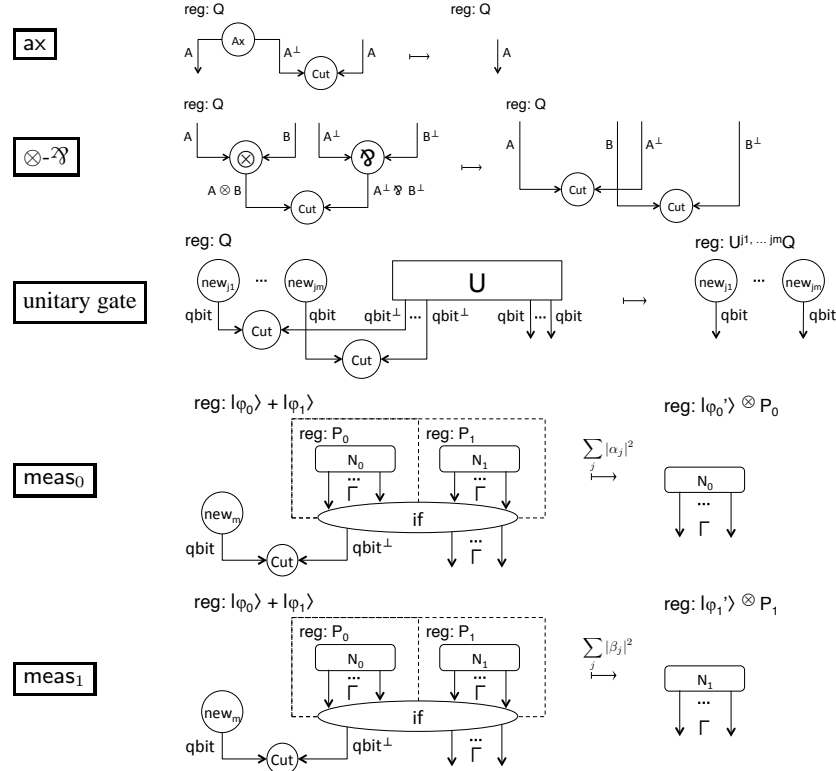 reg: Q reg: Q
ax A Ax A⊥ A ↦ A
Cut
reg: Q reg: Q
⊗-⅋ A B A⊥ B⊥ ↦ A B A⊥ B⊥
⊗ ⅋
A ⊗ B A⊥ ⅋ B⊥ Cut
Cut Cut
reg: Q reg: U^{j1, ... jm}Q
new_{j1} ... new_{jm} U new_{j1} ... new_{jm}
unitary gate qbit qbit qbit⊥ ... qbit⊥ qbit ... qbit ↦ qbit qbit
Cut
Cut
reg: |φ₀⟩ + |φ₁⟩ reg: |φ₀'⟩ ⊗ P₀
reg: P₀ reg: P₁ ∑_j |α_j|² ↦
meas₀ N₀ N₁ N₀
... Γ ... Γ ... Γ
new_m if
qbit qbit⊥ ... Γ
Cut
reg: |φ₀⟩ + |φ₁⟩ reg: |φ₁'⟩ ⊗ P₁
reg: P₀ reg: P₁ ∑_j |β_j|² ↦
meas₁ N₀ N₁ N₁
... Γ ... Γ ... Γ
new_m if
qbit qbit⊥ ... Γ
Cut